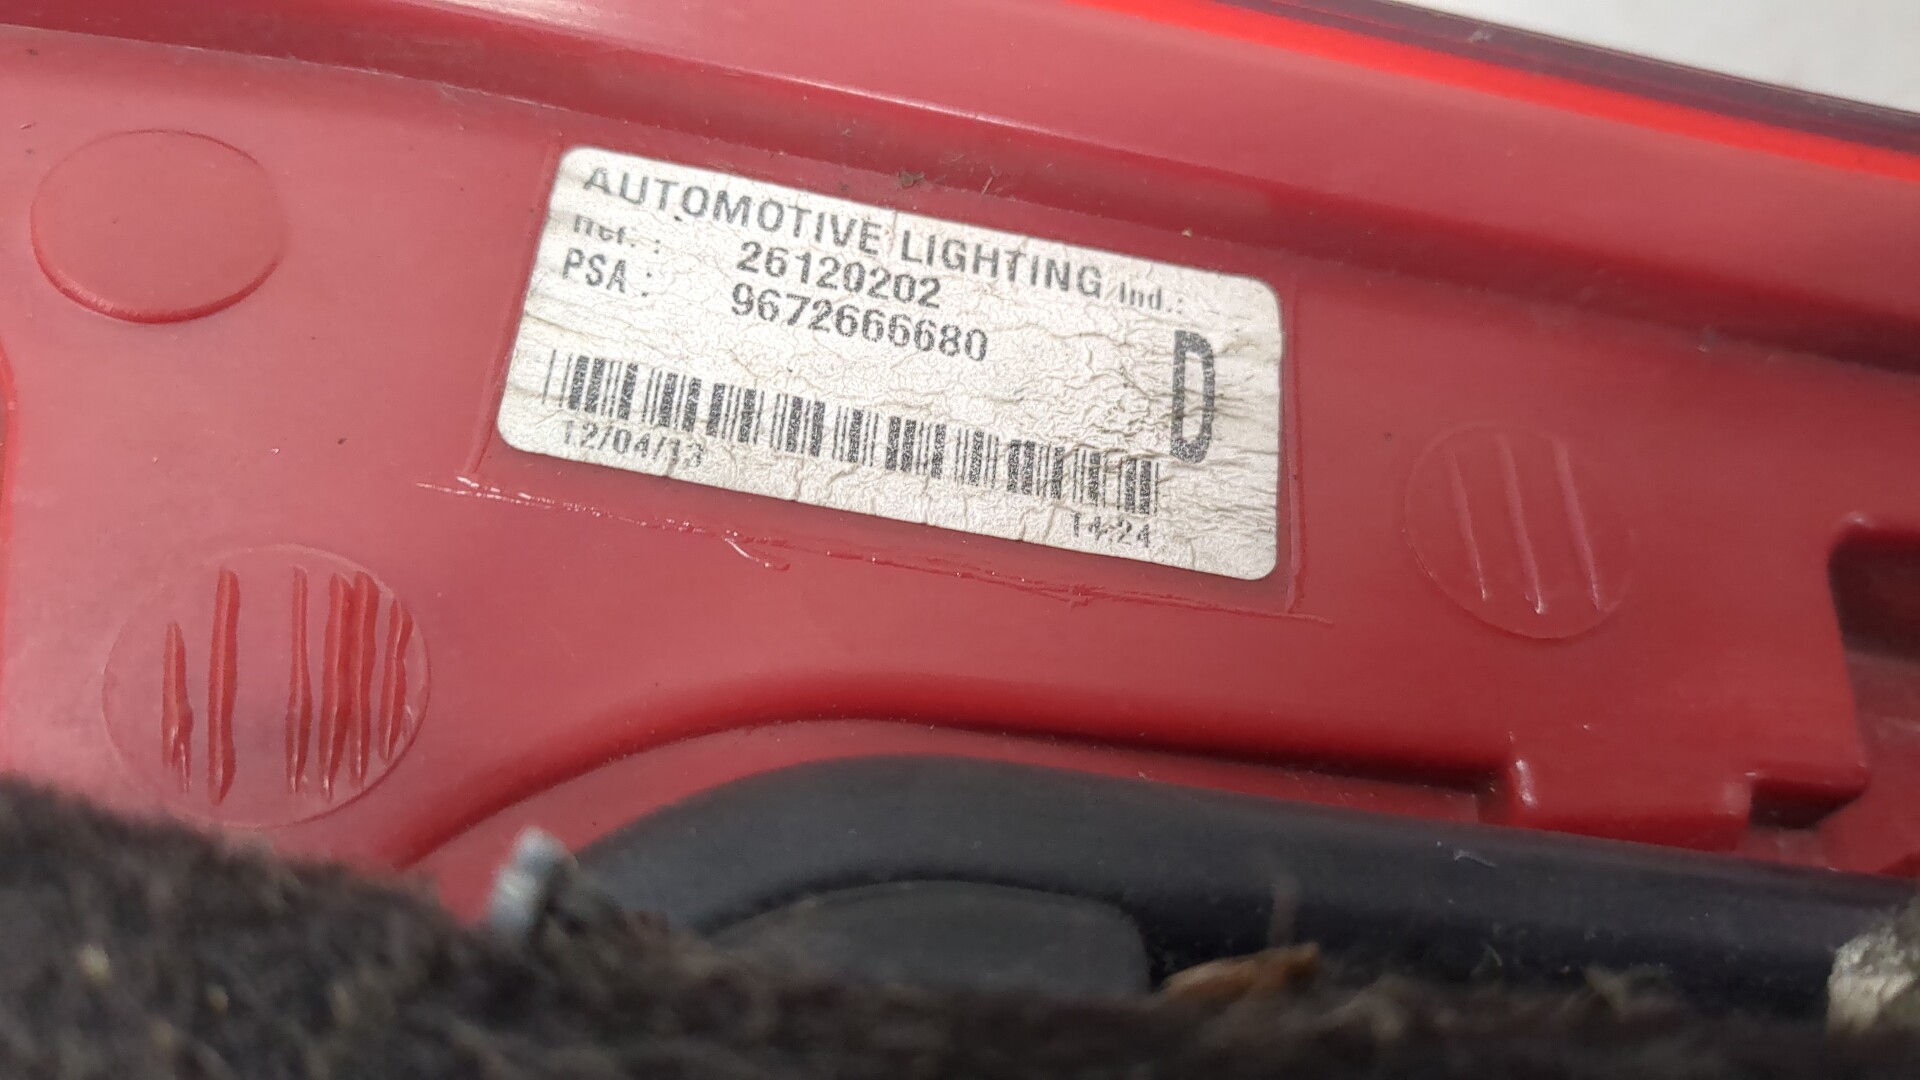 AUTOMOTIVE LIGHTING Ind.:
Ref. : 26120202
PSA : 9672666680
D
12/04/13
14:24